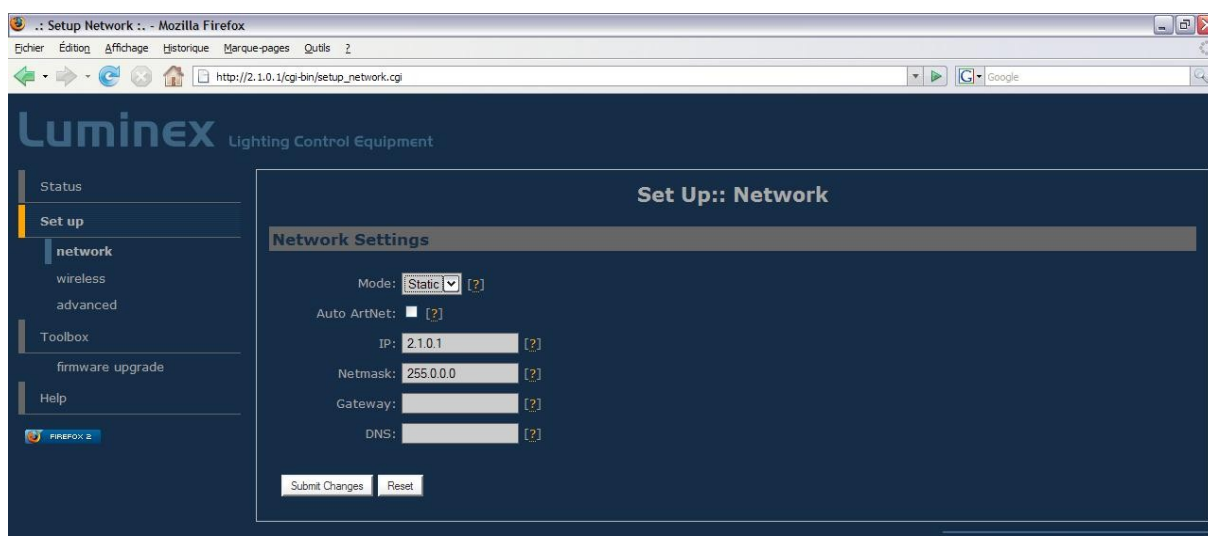 .: Setup Network :. - Mozilla Firefox
Fichier Édition Affichage Historique Marque-pages Outils ?
http://2.1.0.1/cgi-bin/setup_network.cgi
G Google
Luminex Lighting Control Equipment
Status
Set up
network
wireless
advanced
Toolbox
firmware upgrade
Help
FIREFOX 2
Set Up:: Network
Network Settings
Mode: Static [?]
Auto ArtNet: [?]
IP: 2.1.0.1 [?]
Netmask: 255.0.0.0 [?]
Gateway: [?]
DNS: [?]
Submit Changes Reset